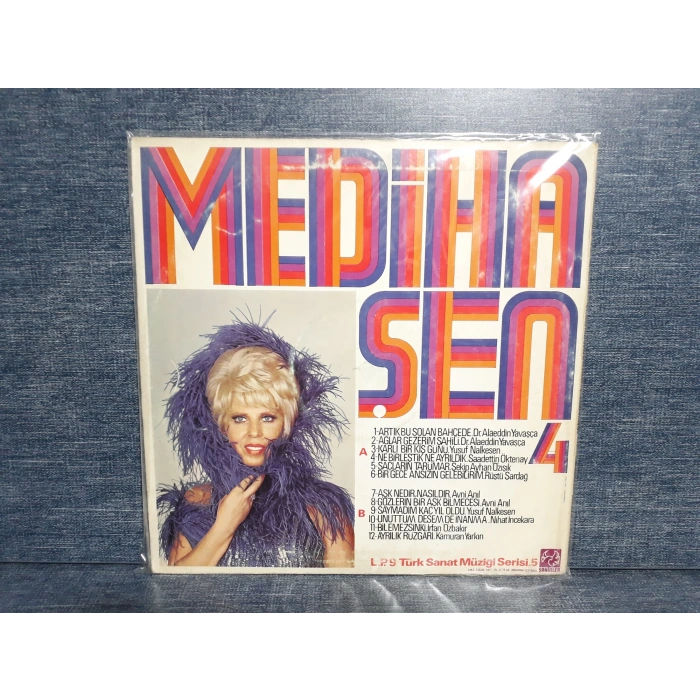 MEDİHA
ŞEN
4
A
1-ARTIK BU SOLAN BAHÇEDE. Dr. Alaeddin Yavaşca
2-AĞLAR GEZERİM SAHİLİ. Dr. Alaeddin Yavaşca
3-KARLI BİR KIŞ GÜNÜ. Yusuf Nalkesen
4-NE BİRLEŞTİK NE AYRILDIK. Saadettin Öktenay
5-SAÇLARIN TARUMAR. Şekip Ayhan Özışık
6-BİR GECE ANSIZIN GELEBİLİRİM. Rüştü Şardağ
B
7-AŞK NEDİR. NASILDIR. Avni Anıl
8-GÖZLERİN BİR AŞK BİLMECESİ. Avni Anıl
9-SAYMADIM KAÇ YIL OLDU. Yusuf Nalkesen
10-UNUTTUM DESEM DE İNANMA. Nihat İncekara
11-BİLEMEZSİNKİ. İrfan Özbakır
12-AYRILIK RÜZGARI. Kamuran Yarkın
Türk Sanat Müziği Serisi.5